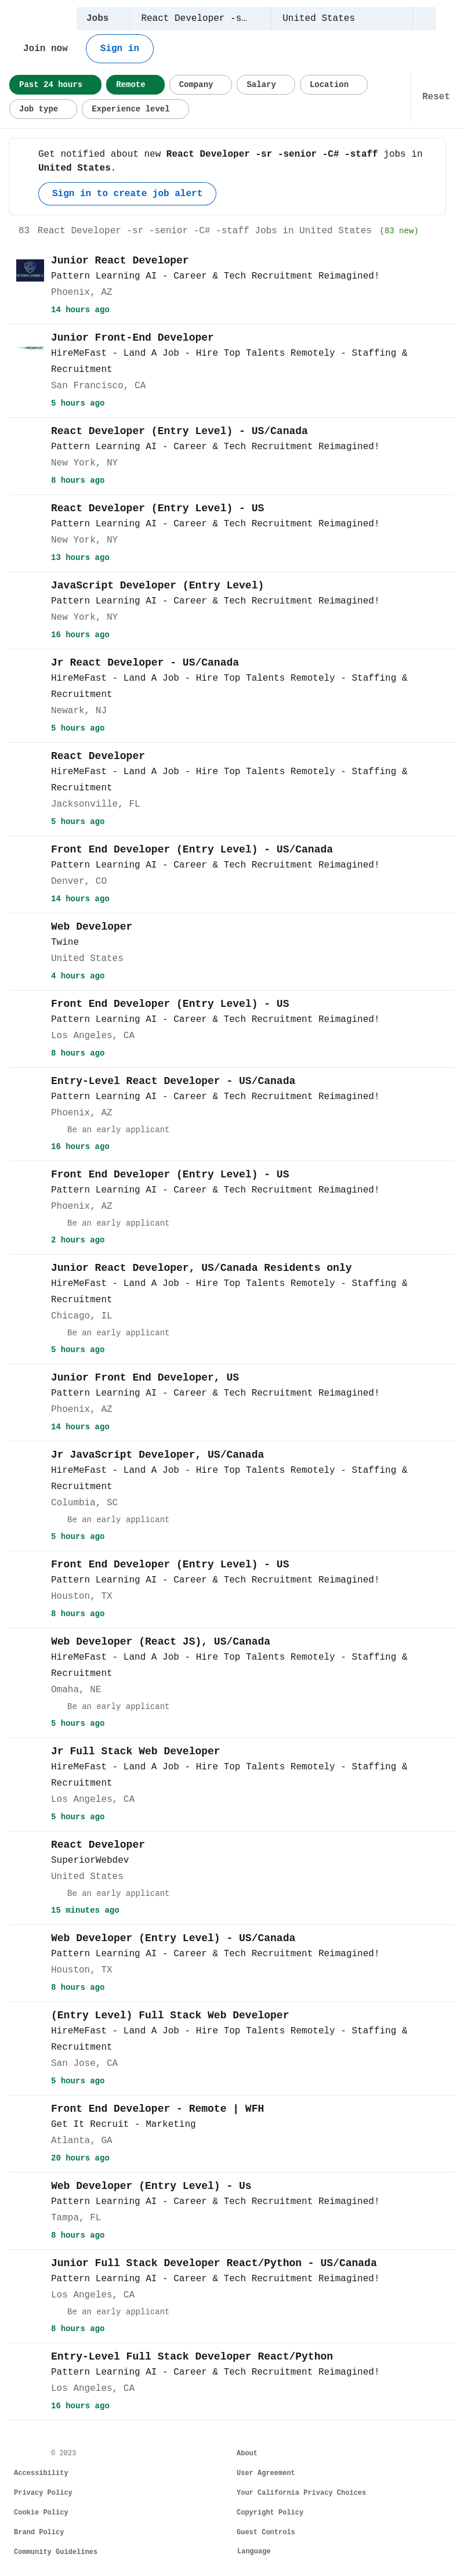 Jobs
React Developer -s…
United States
Join now
Sign in
Past 24 hours
Remote
Company
Salary
Location
Reset
Job type
Experience level
Get notified about new React Developer -sr -senior -C# -staff jobs in
United States.
Sign in to create job alert
83 React Developer -sr -senior -C# -staff Jobs in United States (83 new)
Junior React Developer
Pattern Learning AI - Career & Tech Recruitment Reimagined!
Phoenix, AZ
14 hours ago
Junior Front-End Developer
HireMeFast - Land A Job - Hire Top Talents Remotely - Staffing &
Recruitment
San Francisco, CA
5 hours ago
React Developer (Entry Level) - US/Canada
Pattern Learning AI - Career & Tech Recruitment Reimagined!
New York, NY
8 hours ago
React Developer (Entry Level) - US
Pattern Learning AI - Career & Tech Recruitment Reimagined!
New York, NY
13 hours ago
JavaScript Developer (Entry Level)
Pattern Learning AI - Career & Tech Recruitment Reimagined!
New York, NY
16 hours ago
Jr React Developer - US/Canada
HireMeFast - Land A Job - Hire Top Talents Remotely - Staffing &
Recruitment
Newark, NJ
5 hours ago
React Developer
HireMeFast - Land A Job - Hire Top Talents Remotely - Staffing &
Recruitment
Jacksonville, FL
5 hours ago
Front End Developer (Entry Level) - US/Canada
Pattern Learning AI - Career & Tech Recruitment Reimagined!
Denver, CO
14 hours ago
Web Developer
Twine
United States
4 hours ago
Front End Developer (Entry Level) - US
Pattern Learning AI - Career & Tech Recruitment Reimagined!
Los Angeles, CA
8 hours ago
Entry-Level React Developer - US/Canada
Pattern Learning AI - Career & Tech Recruitment Reimagined!
Phoenix, AZ
Be an early applicant
16 hours ago
Front End Developer (Entry Level) - US
Pattern Learning AI - Career & Tech Recruitment Reimagined!
Phoenix, AZ
Be an early applicant
2 hours ago
Junior React Developer, US/Canada Residents only
HireMeFast - Land A Job - Hire Top Talents Remotely - Staffing &
Recruitment
Chicago, IL
Be an early applicant
5 hours ago
Junior Front End Developer, US
Pattern Learning AI - Career & Tech Recruitment Reimagined!
Phoenix, AZ
14 hours ago
Jr JavaScript Developer, US/Canada
HireMeFast - Land A Job - Hire Top Talents Remotely - Staffing &
Recruitment
Columbia, SC
Be an early applicant
5 hours ago
Front End Developer (Entry Level) - US
Pattern Learning AI - Career & Tech Recruitment Reimagined!
Houston, TX
8 hours ago
Web Developer (React JS), US/Canada
HireMeFast - Land A Job - Hire Top Talents Remotely - Staffing &
Recruitment
Omaha, NE
Be an early applicant
5 hours ago
Jr Full Stack Web Developer
HireMeFast - Land A Job - Hire Top Talents Remotely - Staffing &
Recruitment
Los Angeles, CA
5 hours ago
React Developer
SuperiorWebdev
United States
Be an early applicant
15 minutes ago
Web Developer (Entry Level) - US/Canada
Pattern Learning AI - Career & Tech Recruitment Reimagined!
Houston, TX
8 hours ago
(Entry Level) Full Stack Web Developer
HireMeFast - Land A Job - Hire Top Talents Remotely - Staffing &
Recruitment
San Jose, CA
5 hours ago
Front End Developer - Remote | WFH
Get It Recruit - Marketing
Atlanta, GA
20 hours ago
Web Developer (Entry Level) - Us
Pattern Learning AI - Career & Tech Recruitment Reimagined!
Tampa, FL
8 hours ago
Junior Full Stack Developer React/Python - US/Canada
Pattern Learning AI - Career & Tech Recruitment Reimagined!
Los Angeles, CA
Be an early applicant
8 hours ago
Entry-Level Full Stack Developer React/Python
Pattern Learning AI - Career & Tech Recruitment Reimagined!
Los Angeles, CA
16 hours ago
© 2023
About
Accessibility
User Agreement
Privacy Policy
Your California Privacy Choices
Cookie Policy
Copyright Policy
Brand Policy
Guest Controls
Community Guidelines
Language